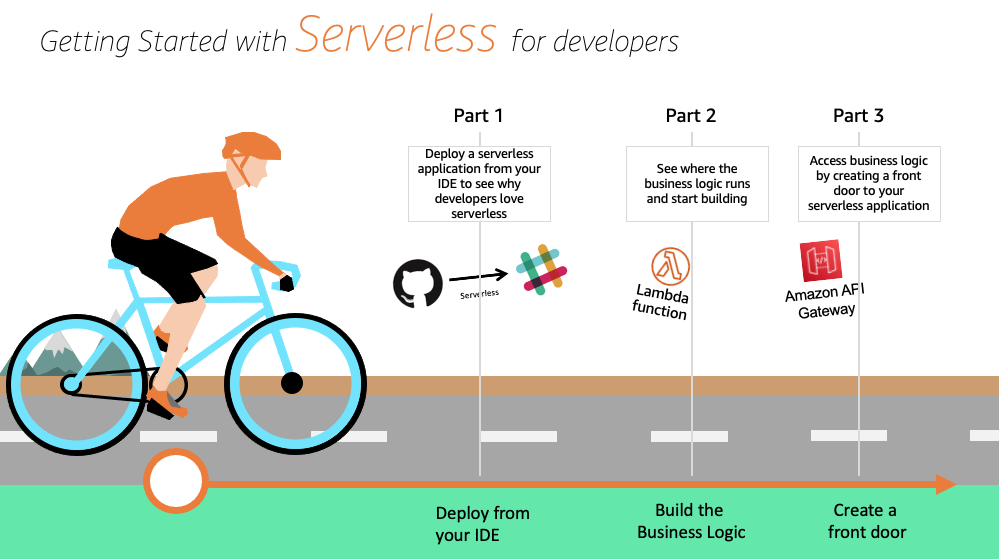 Getting Started with Serverless for developers
Part 1
Part 2
Part 3
Deploy a serverless
application from your
IDE to see why
developers love
serverless
See where the
business logic runs
and start building
Access business logic
by creating a front
door to your
serverless application
Serverless
Lambda
function
Amazon API
Gateway
Deploy from
your IDE
Build the
Business Logic
Create a
front door